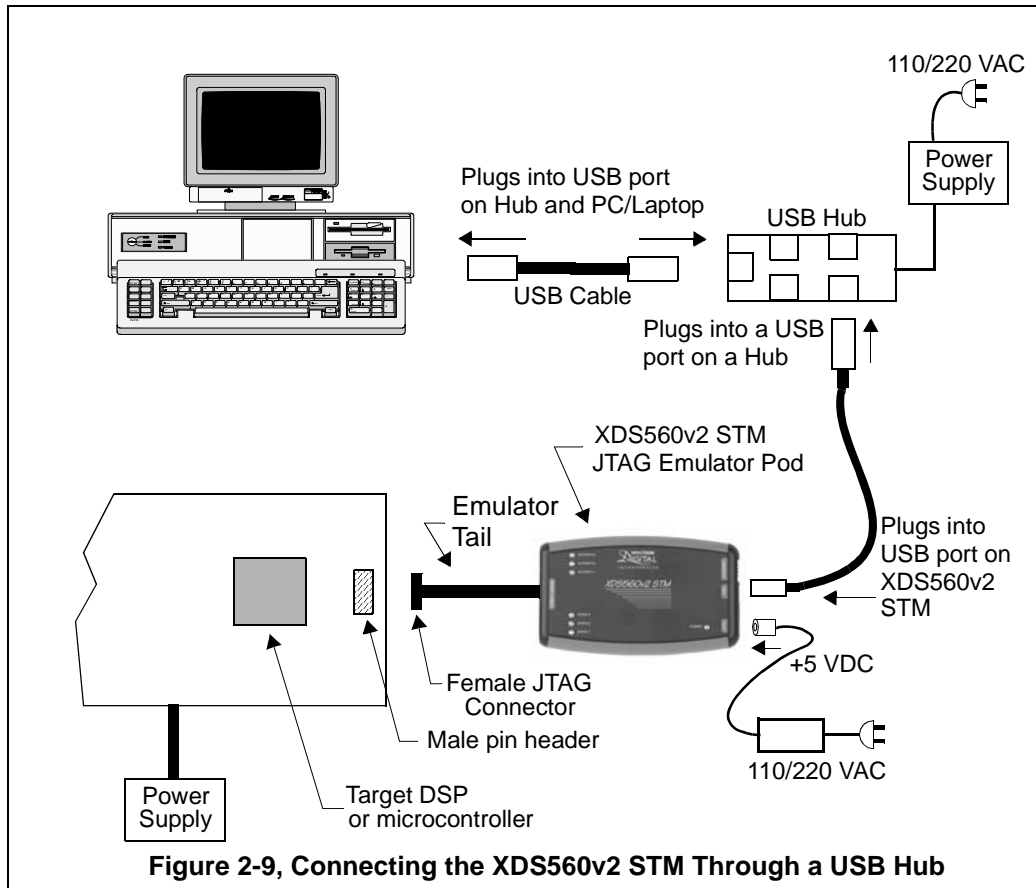 110/220 VAC
Power
Supply
Plugs into USB port
on Hub and PC/Laptop
USB Hub
USB Cable
Plugs into a USB
port on a Hub
XDS560v2 STM
JTAG Emulator Pod
Emulator
Tail
Plugs into
USB port on
XDS560v2
STM
SPECTRUM
DIGITAL
INCORPORATED
XDS560v2 STM
+5 VDC
Female JTAG
Connector
Male pin header
110/220 VAC
Power
Supply
Target DSP
or microcontroller
Figure 2-9, Connecting the XDS560v2 STM Through a USB Hub